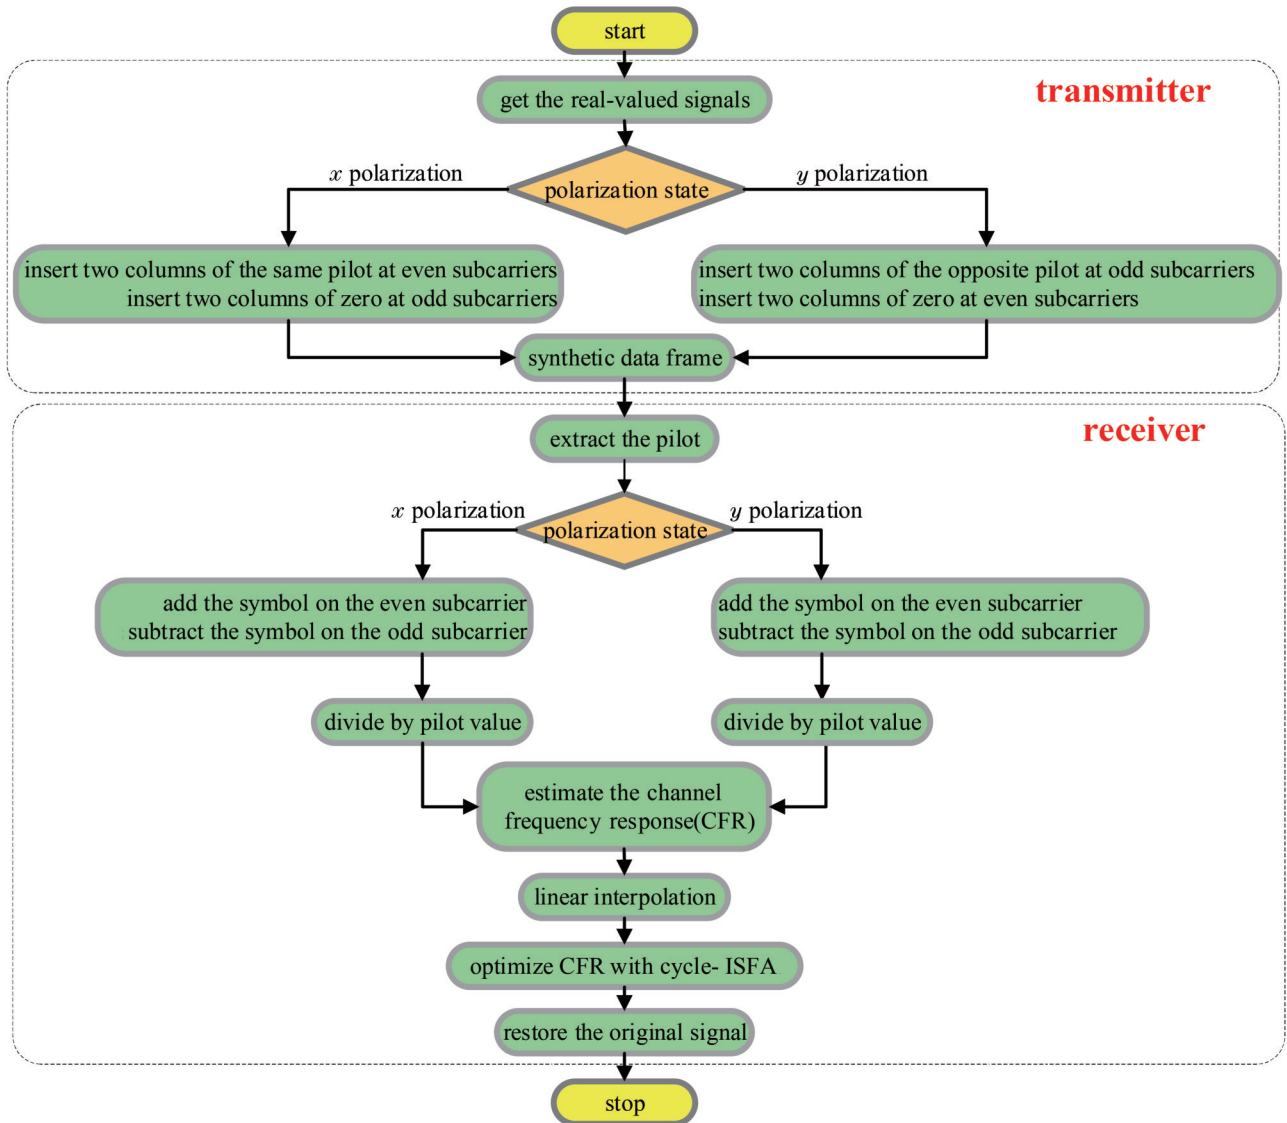 start
transmitter
get the real-valued signals
x polarization
polarization state
y polarization
insert two columns of the same pilot at even subcarriers
insert two columns of zero at odd subcarriers
insert two columns of the opposite pilot at odd subcarriers
insert two columns of zero at even subcarriers
synthetic data frame
receiver
extract the pilot
x polarization
polarization state
y polarization
add the symbol on the even subcarrier
subtract the symbol on the odd subcarrier
add the symbol on the even subcarrier
subtract the symbol on the odd subcarrier
divide by pilot value
divide by pilot value
estimate the channel
frequency response(CFR)
linear interpolation
optimize CFR with cycle- ISFA
restore the original signal
stop